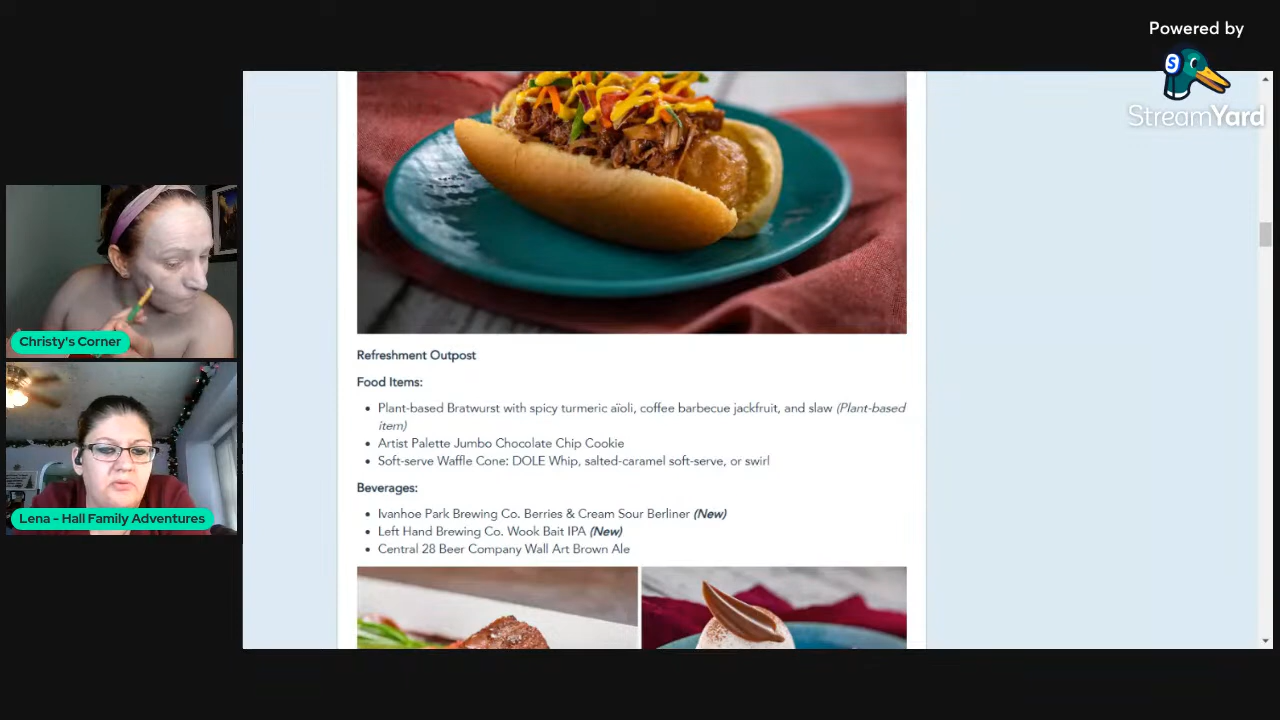 Powered by
S
StreamYard
Christy's Corner
Lena - Hall Family Adventures
Refreshment Outpost
Food Items:
• Plant-based Bratwurst with spicy turmeric aïoli, coffee barbecue jackfruit, and slaw (Plant-based
item)
• Artist Palette Jumbo Chocolate Chip Cookie
• Soft-serve Waffle Cone: DOLE Whip, salted-caramel soft-serve, or swirl
Beverages:
• Ivanhoe Park Brewing Co. Berries & Cream Sour Berliner (New)
• Left Hand Brewing Co. Wook Bait IPA (New)
• Central 28 Beer Company Wall Art Brown Ale